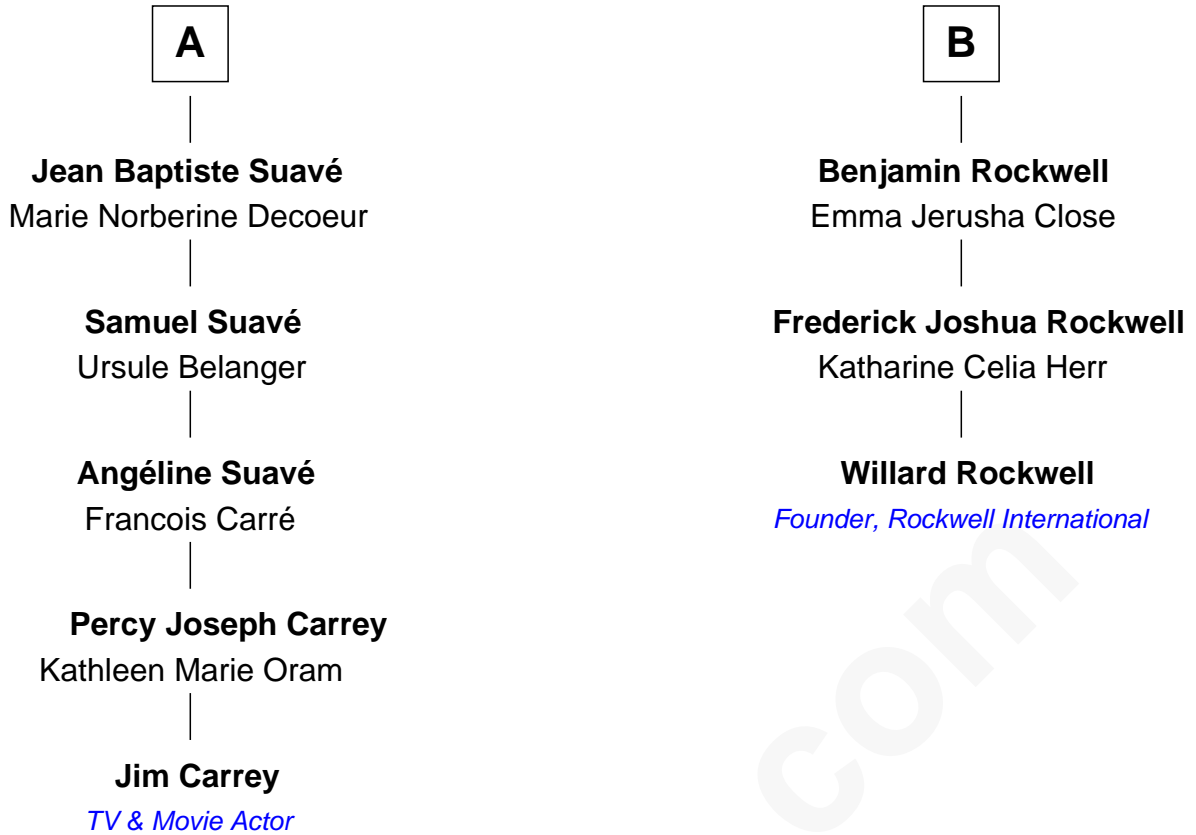 A
Jean Baptiste Suavé
Marie Norberine Decoeur
Samuel Suavé
Ursule Belanger
Angéline Suavé
Francois Carré
Percy Joseph Carrey
Kathleen Marie Oram
Jim Carrey
TV & Movie Actor
B
Benjamin Rockwell
Emma Jerusha Close
Frederick Joshua Rockwell
Katharine Celia Herr
Willard Rockwell
Founder, Rockwell International
com